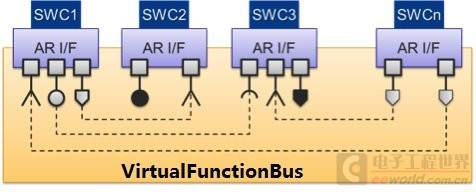 SWC1 SWC2 SWC3 SWCn
AR I/F AR I/F AR I/F AR I/F
VirtualFunctionBus
电子工程世界
eeworld.com.cn